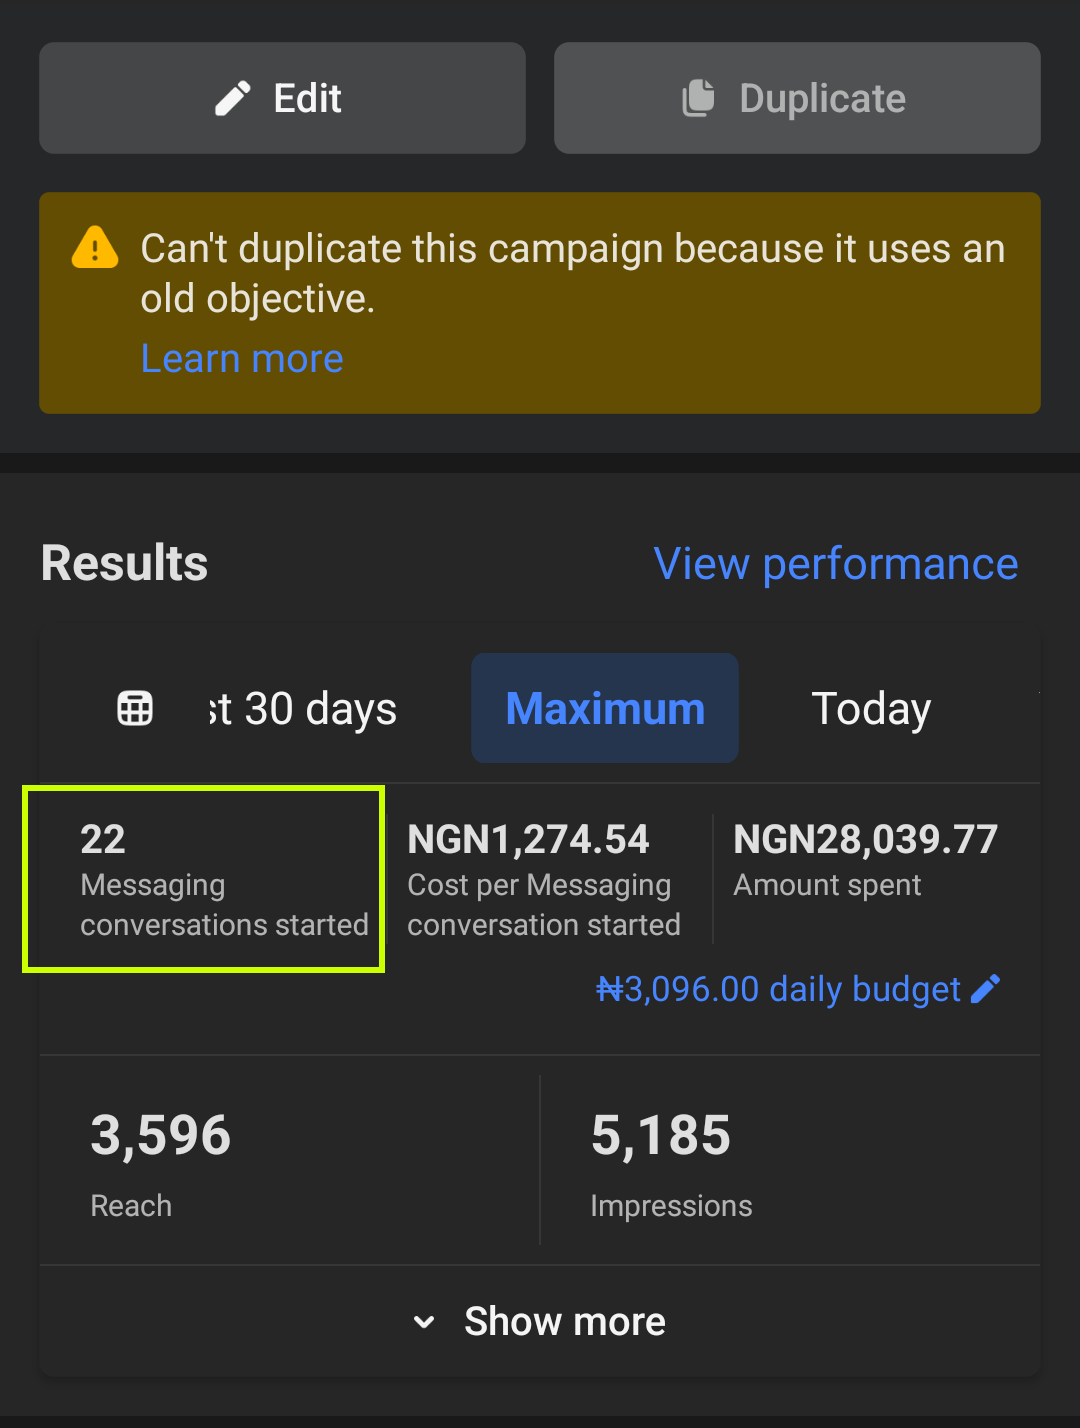 Edit
Duplicate
Can't duplicate this campaign because it uses an
old objective.
Learn more
Results
View performance
st 30 days
Maximum
Today
22
Messaging
conversations started
NGN1,274.54
Cost per Messaging
conversation started
NGN28,039.77
Amount spent
₦3,096.00 daily budget
3,596
Reach
5,185
Impressions
Show more